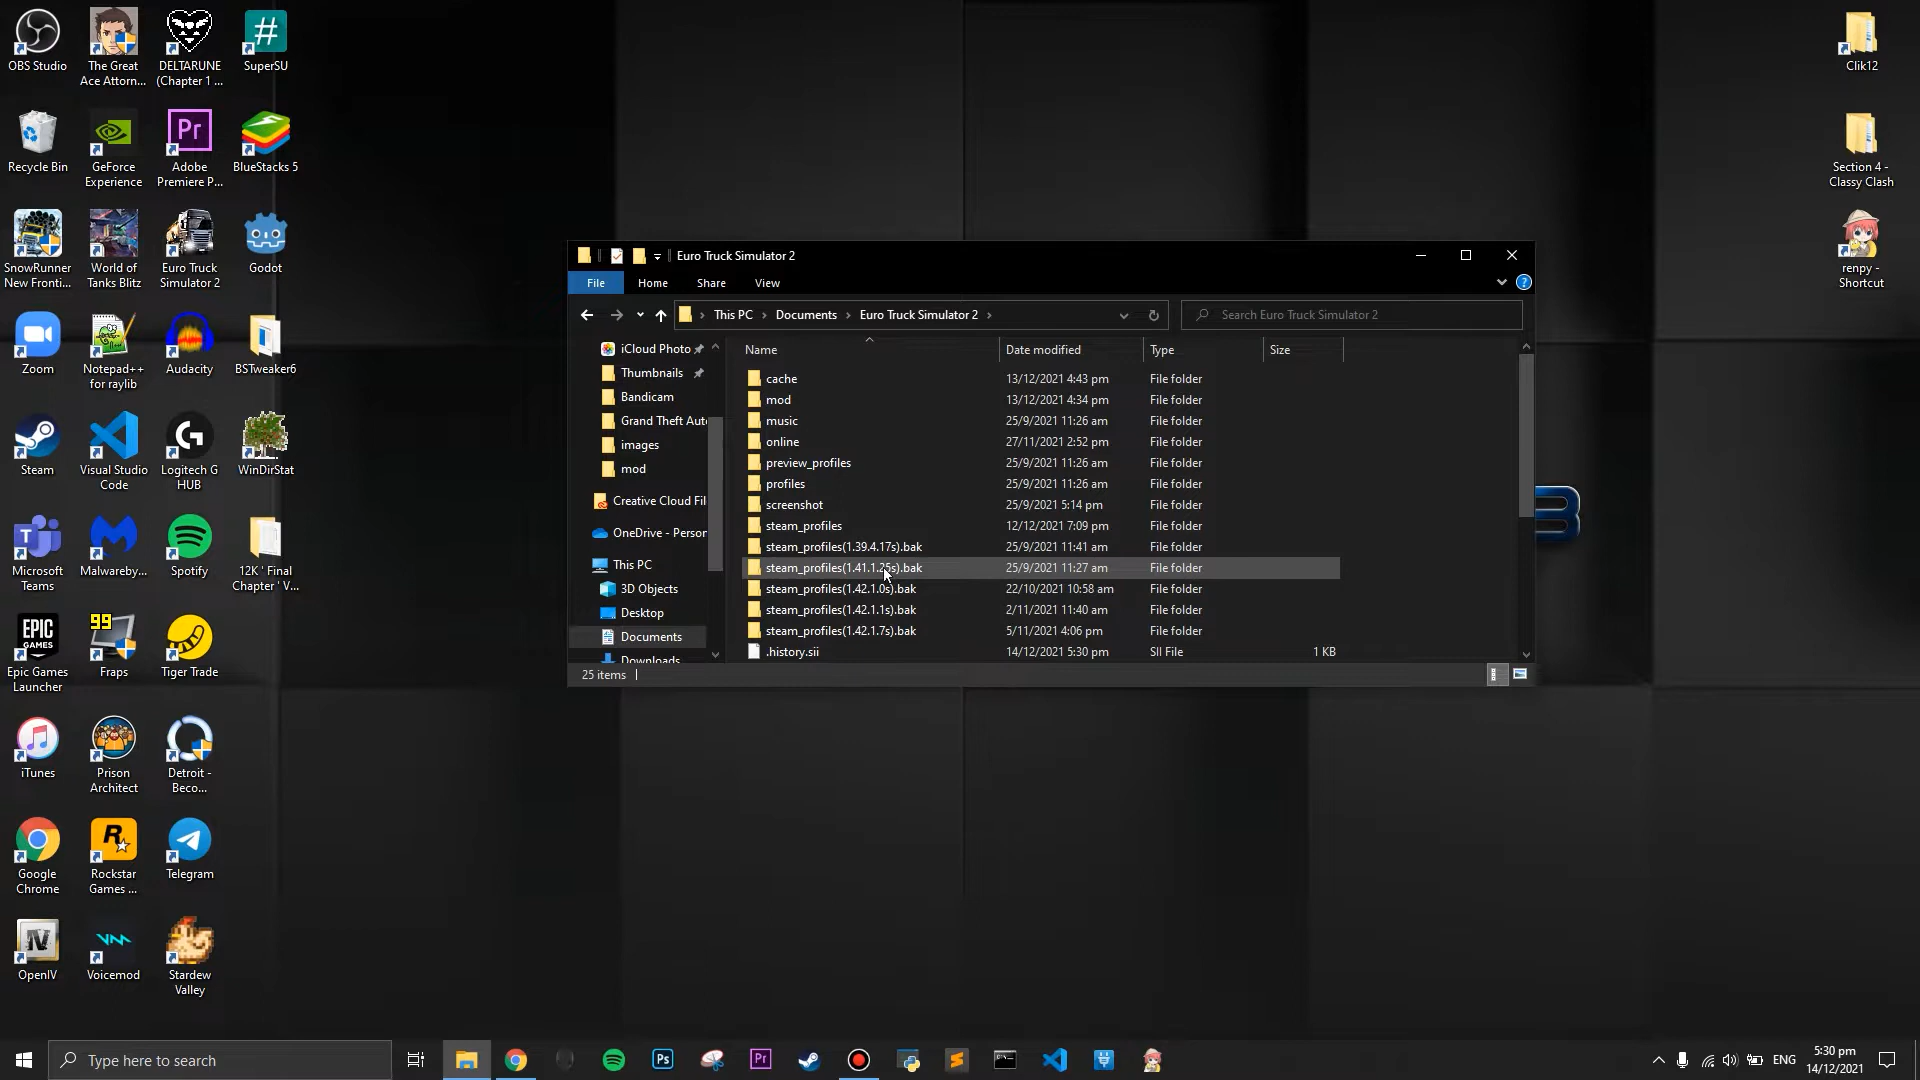 OBS Studio
The Great
Ace Attorn...
DELTARUNE
(Chapter 1 ...
#
SuperSU
Recycle Bin
GeForce
Experience
Pr
Adobe
Premiere P...
BlueStacks 5
SnowRunner
New Fronti...
World of
Tanks Blitz
Euro Truck
Simulator 2
Godot
Zoom
Notepad++
for raylib
Audacity
BSTweaker6
Steam
Visual Studio
Code
Logitech G
HUB
WinDirStat
Microsoft
Teams
Malwareby...
Spotify
12K ' Final
Chapter ' V...
EPIC
GAMES
Epic Games
Launcher
99
Fraps
Tiger Trade
iTunes
Prison
Architect
Detroit -
Beco...
Google
Chrome
R
Rockstar
Games ...
Telegram
OpenIV
Voicemod
Stardew
Valley
Clik12
Section 4 -
Classy Clash
renpy -
Shortcut
Euro Truck Simulator 2
File Home Share View
This PC Documents Euro Truck Simulator 2
Search Euro Truck Simulator 2
iCloud Photo
Thumbnails
Bandicam
Grand Theft Aut
images
mod
Creative Cloud Fil
OneDrive - Person
This PC
3D Objects
Desktop
Documents
Downloads
Name Date modified Type Size
cache 13/12/2021 4:43 pm File folder
mod 13/12/2021 4:34 pm File folder
music 25/9/2021 11:26 am File folder
online 27/11/2021 2:52 pm File folder
preview_profiles 25/9/2021 11:26 am File folder
profiles 25/9/2021 11:26 am File folder
screenshot 25/9/2021 5:14 pm File folder
steam_profiles 12/12/2021 7:09 pm File folder
steam_profiles(1.39.4.17s).bak 25/9/2021 11:41 am File folder
steam_profiles(1.41.1.25s).bak 25/9/2021 11:27 am File folder
steam_profiles(1.42.1.0s).bak 22/10/2021 10:58 am File folder
steam_profiles(1.42.1.1s).bak 2/11/2021 11:40 am File folder
steam_profiles(1.42.1.7s).bak 5/11/2021 4:06 pm File folder
.history.sii 14/12/2021 5:30 pm SII File 1 KB
25 items
Type here to search
Ps
Pr
ENG
5:30 pm
14/12/2021